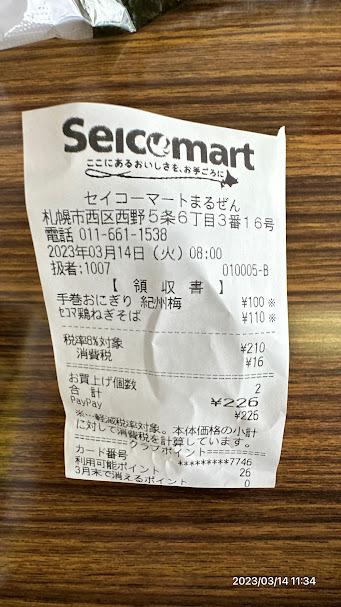 Seicomart
ここにあるおいしさを、お手ごろに。
セイコーマートまるぜん
札幌市西区西野5条6丁目3番16号
電話 011-661-1538
2023年03月14日(火) 08:00
扱者:1007 010005-B
【 領 収 書 】
手巻おにぎり 紀州梅 ¥100 ※
セコマ鶏ねぎそば ¥110 ※
税率8%対象 ¥210
消費税 ¥16
お買上げ個数 2
合 計 ¥226
PayPay ¥226
※…軽減税率対象。本体価格の小計
に対して消費税を計算しています。
クラブポイント
カード番号 *********7746
利用可能ポイント 26
3月末で消えるポイント 0
2023/03/14 11:34